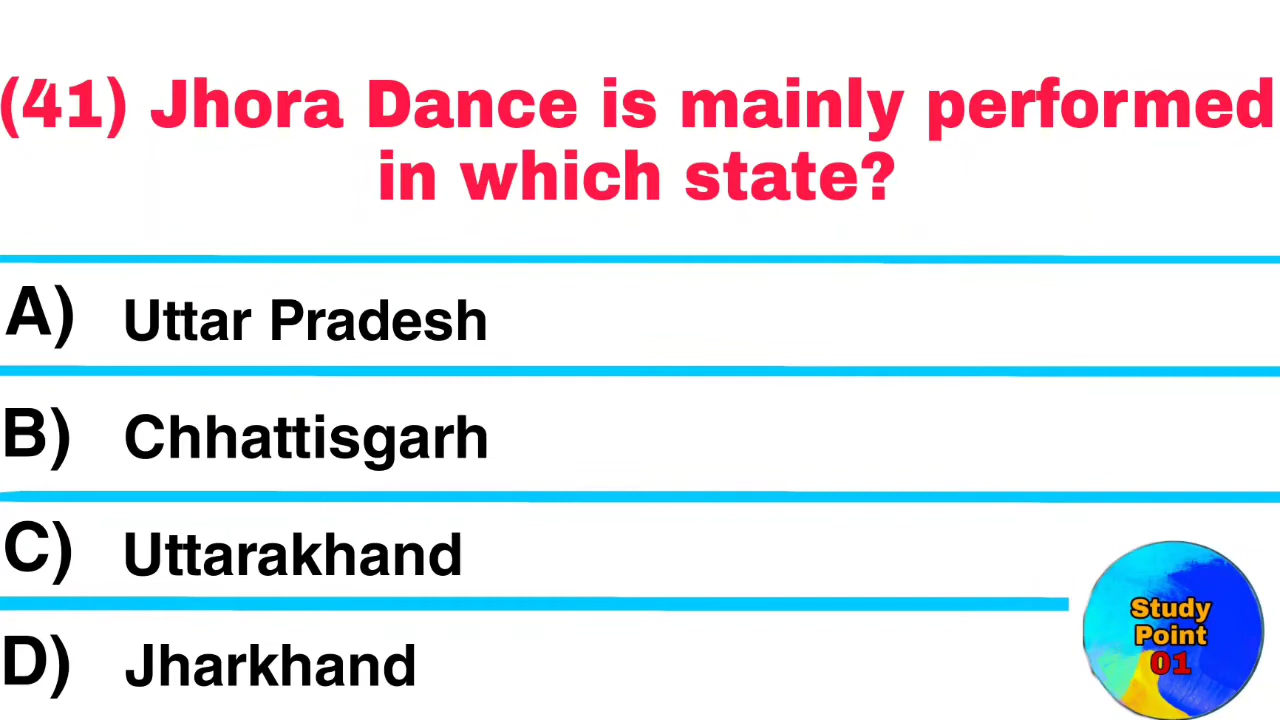 (41) Jhora Dance is mainly performed
in which state?
A) Uttar Pradesh
B) Chhattisgarh
C) Uttarakhand
D) Jharkhand
Study
Point
01